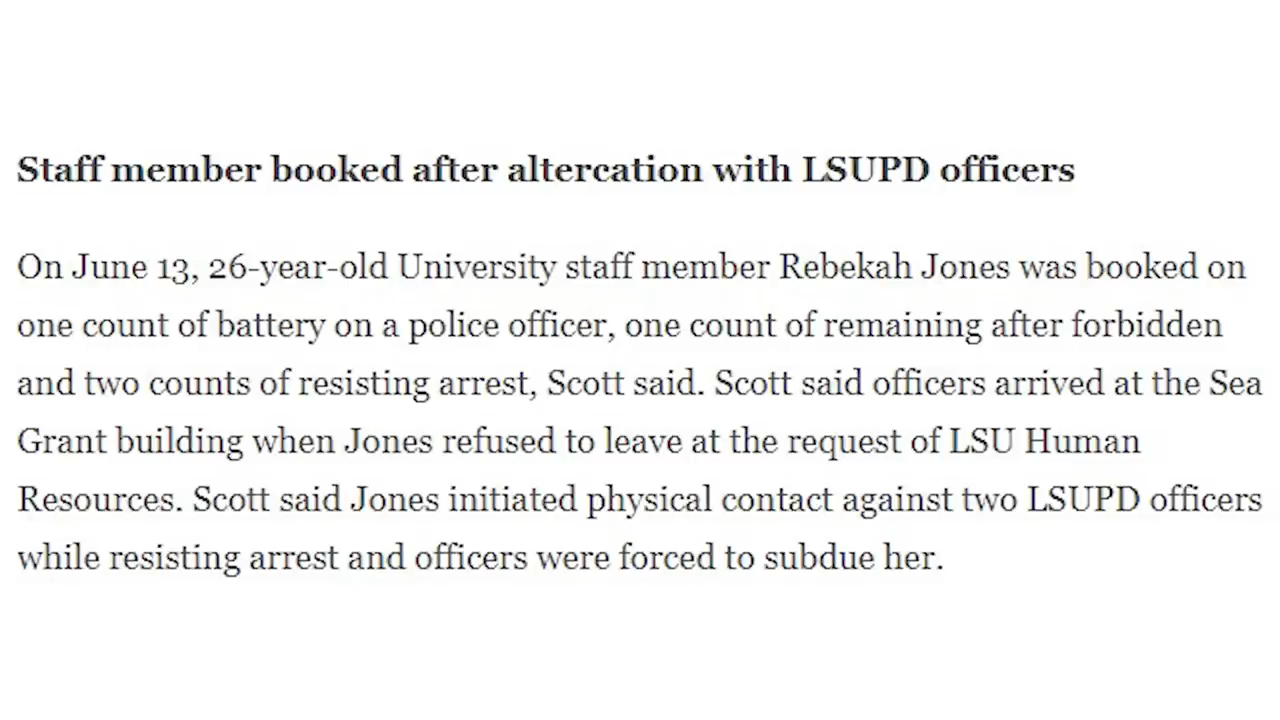 Staff member booked after altercation with LSUPD officers
On June 13, 26-year-old University staff member Rebekah Jones was booked on
one count of battery on a police officer, one count of remaining after forbidden
and two counts of resisting arrest, Scott said. Scott said officers arrived at the Sea
Grant building when Jones refused to leave at the request of LSU Human
Resources. Scott said Jones initiated physical contact against two LSUPD officers
while resisting arrest and officers were forced to subdue her.